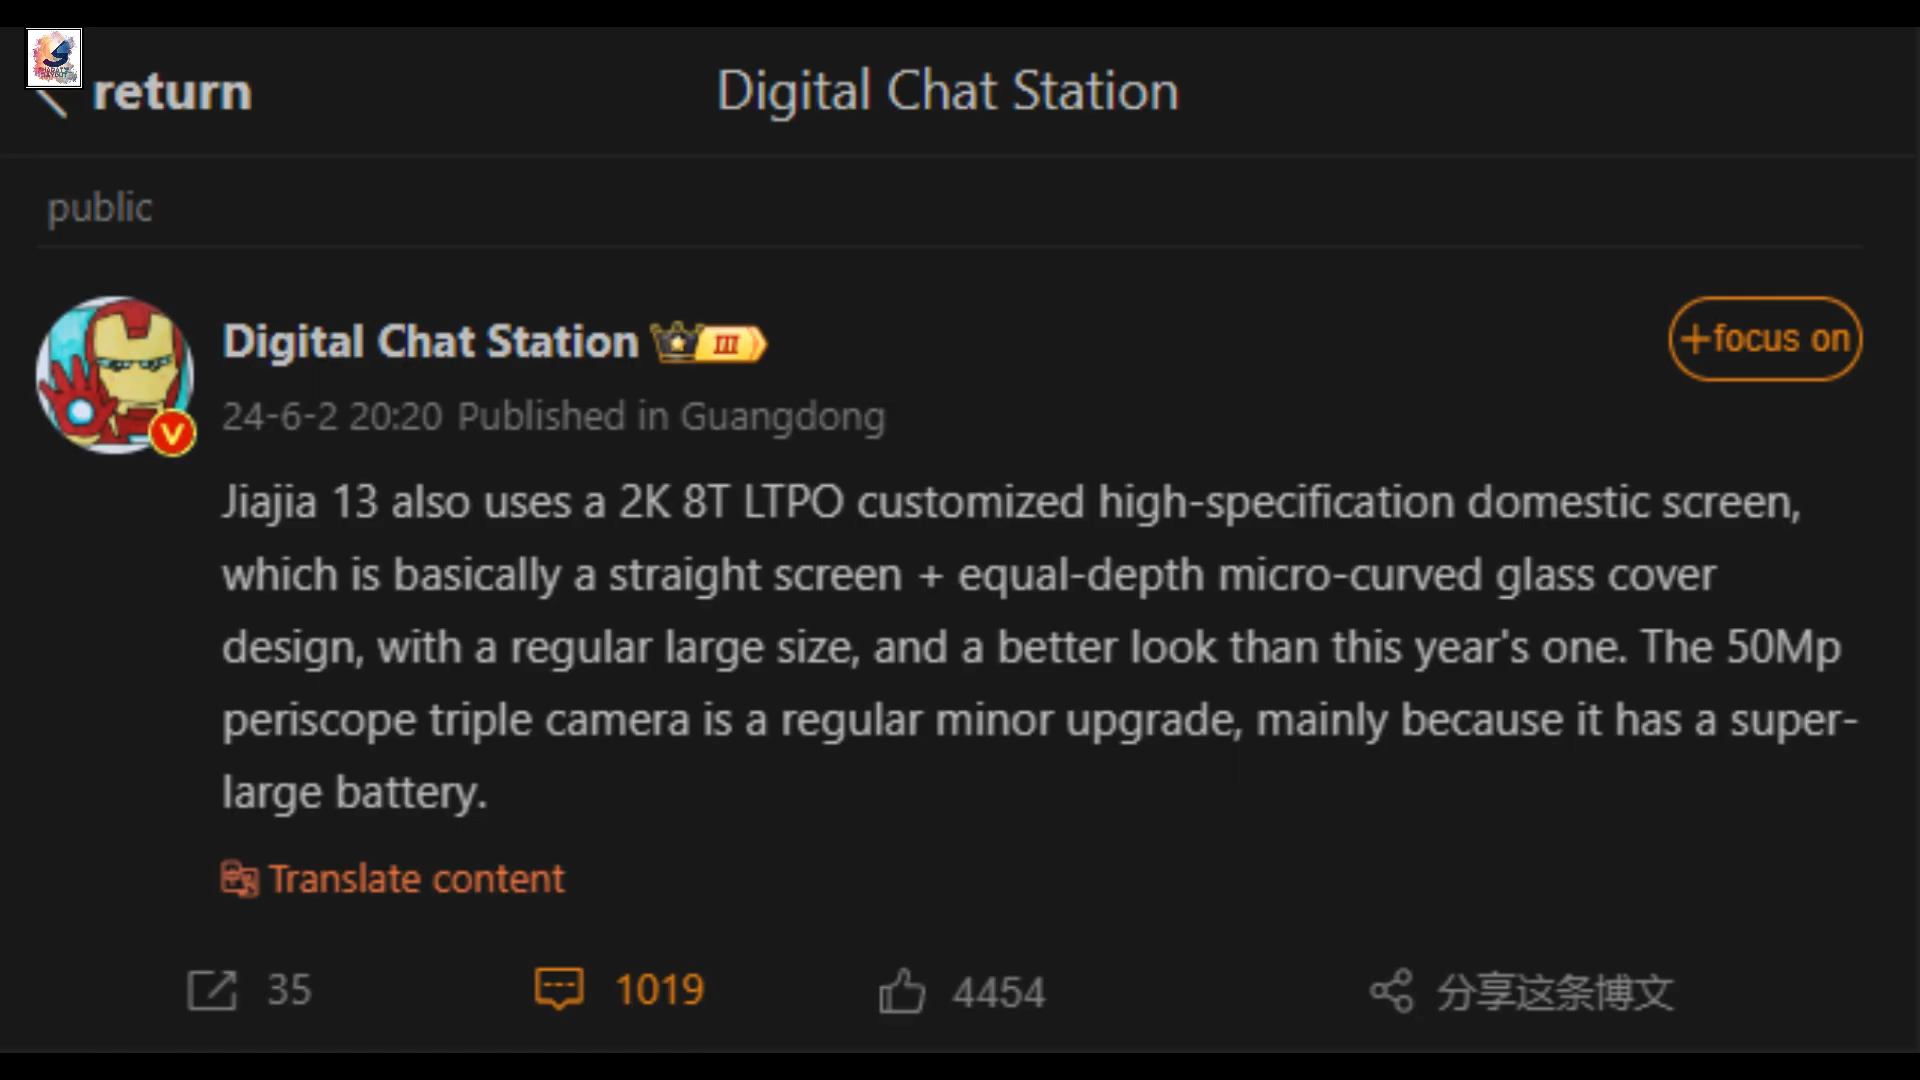 return
Digital Chat Station
public
Digital Chat Station III
+focus on
24-6-2 20:20 Published in Guangdong
Jiajia 13 also uses a 2K 8T LTPO customized high-specification domestic screen,
which is basically a straight screen + equal-depth micro-curved glass cover
design, with a regular large size, and a better look than this year's one. The 50Mp
periscope triple camera is a regular minor upgrade, mainly because it has a super-
large battery.
Translate content
35
1019
4454
分享这条博文